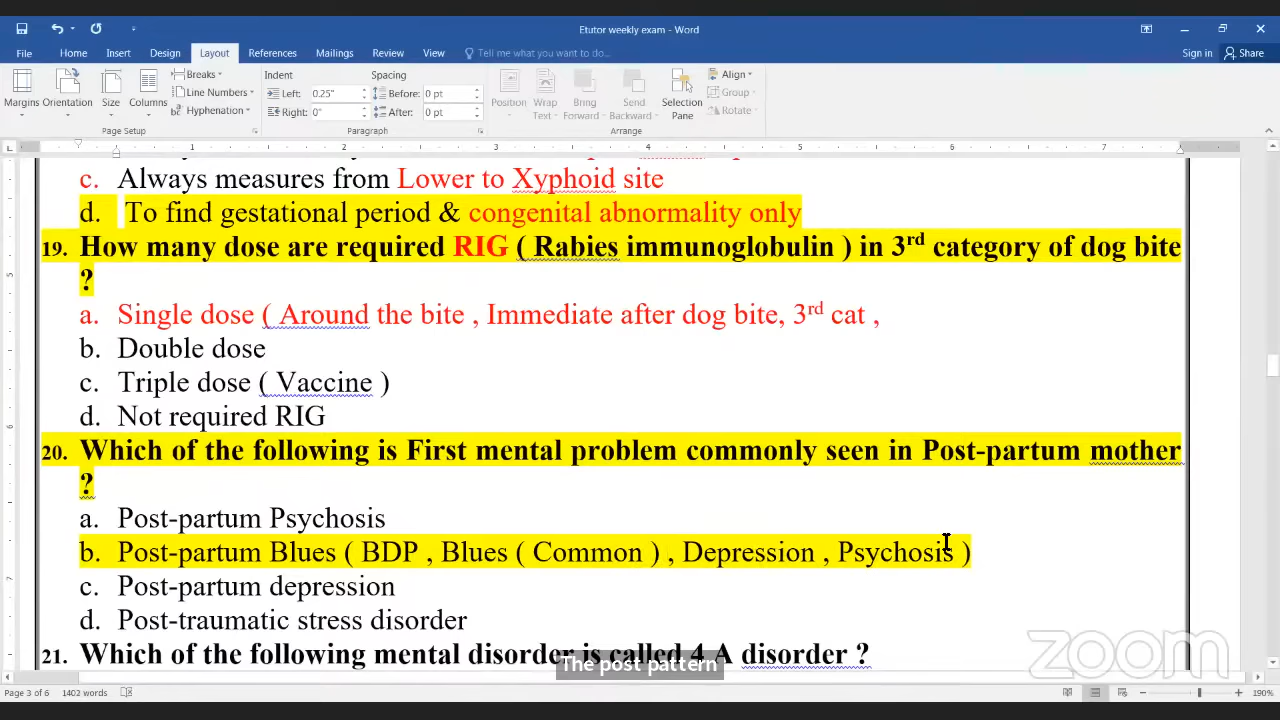 Etutor weekly exam - Word
File Home Insert Design Layout References Mailings Review View Tell me what you want to do... Sign in Share
Margins Orientation Size Columns Breaks Line Numbers Hyphenation
Indent Spacing
Left: 0.25" Before: 0 pt
Right: 0" After: 0 pt
Position Wrap Text Bring Forward Send Backward Selection Pane Align Group Rotate
Page Setup Paragraph Arrange
1 2 3 4 5 6 7
c. Always measures from Lower to Xyphoid site
d. To find gestational period & congenital abnormality only
19. How many dose are required RIG ( Rabies immunoglobulin ) in 3rd category of dog bite
?
a. Single dose ( Around the bite , Immediate after dog bite, 3rd cat ,
b. Double dose
c. Triple dose ( Vaccine )
d. Not required RIG
20. Which of the following is First mental problem commonly seen in Post-partum mother
?
a. Post-partum Psychosis
b. Post-partum Blues ( BDP , Blues ( Common ) , Depression , Psychosis )
c. Post-partum depression
d. Post-traumatic stress disorder
21. Which of the following mental disorder is called 4 A disorder ?
The post pattern
zoom
Page 3 of 6 1402 words 190%